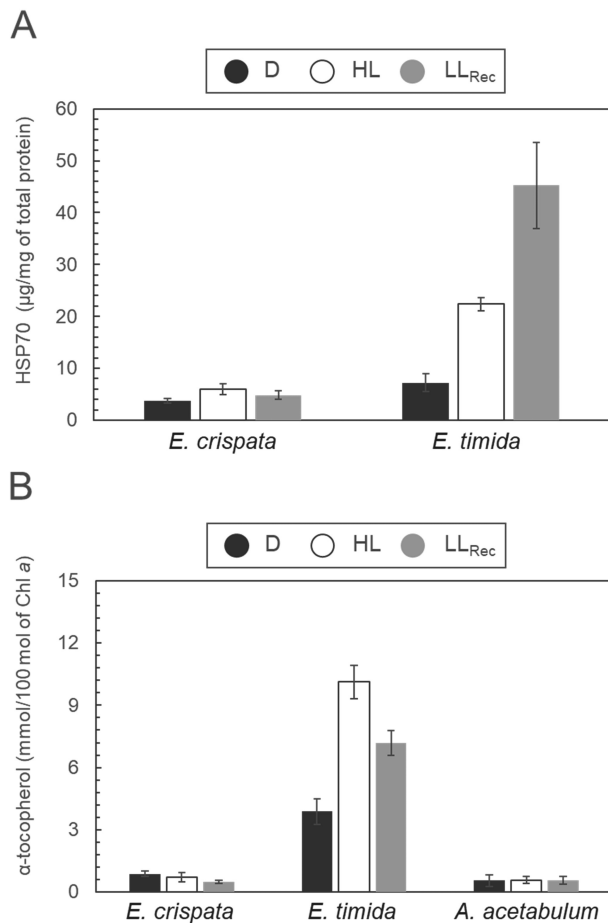 A
D HL LLRec
HSP70 (µg/mg of total protein)
60
50
40
30
20
10
0
E. crispata E. timida
B
D HL LLRec
α-tocopherol (mmol/100 mol of Chl a)
15
12
9
6
3
0
E. crispata E. timida A. acetabulum